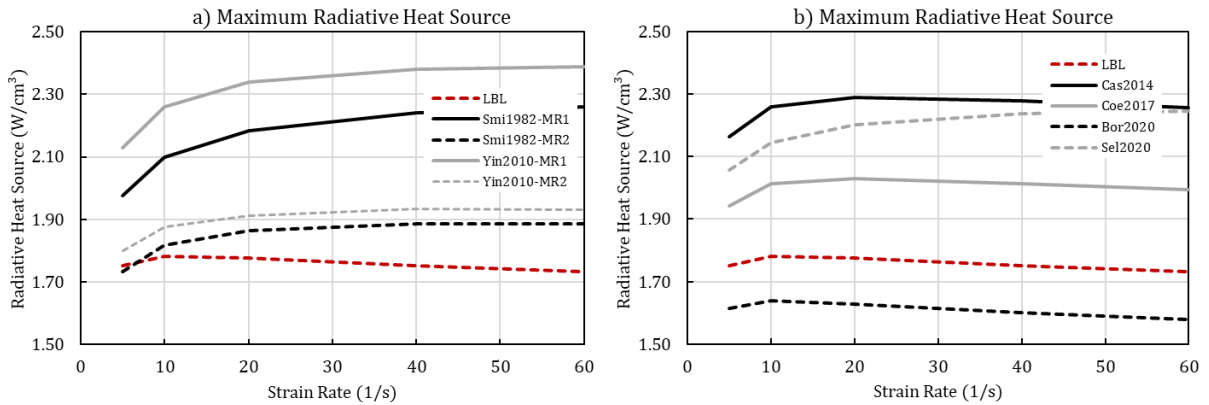 a) Maximum Radiative Heat Source
Radiative Heat Source (W/cm³)
2.50
2.30
2.10
1.90
1.70
1.50
LBL
Smi1982-MR1
Smi1982-MR2
Yin2010-MR1
Yin2010-MR2
0 10 20 30 40 50 60
Strain Rate (1/s)
b) Maximum Radiative Heat Source
Radiative Heat Source (W/cm³)
2.50
2.30
2.10
1.90
1.70
1.50
LBL
Cas2014
Coe2017
Bor2020
Sel2020
0 10 20 30 40 50 60
Strain Rate (1/s)